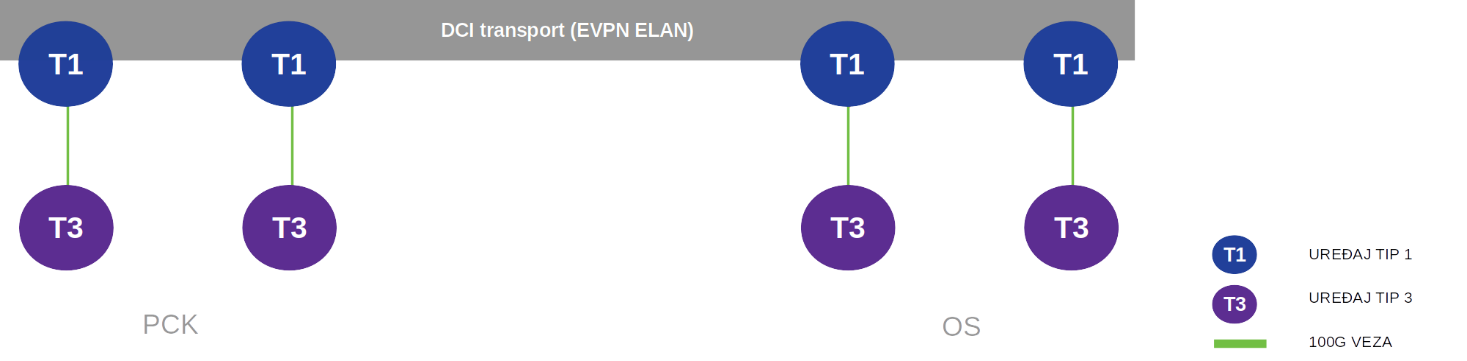 DCI transport (EVPN ELAN)
T1
T1
T1
T1
T3
T3
T3
T3
PCK
OS
T1 UREĐAJ TIP 1
T3 UREĐAJ TIP 3
100G VEZA